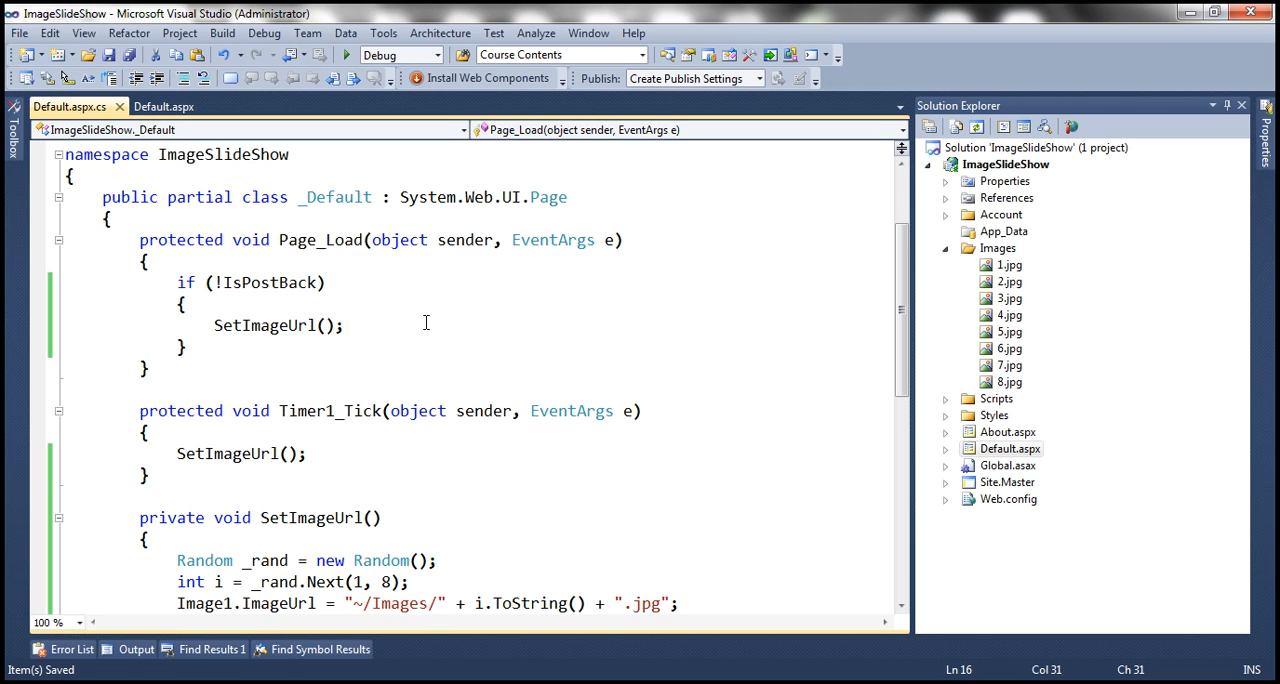 ImageSlideShow - Microsoft Visual Studio (Administrator)
File Edit View Refactor Project Build Debug Team Data Tools Architecture Test Analyze Window Help
Debug Course Contents
Install Web Components Publish: Create Publish Settings
Toolbox
Default.aspx.cs Default.aspx
ImageSlideShow._Default Page_Load(object sender, EventArgs e)
namespace ImageSlideShow
{
public partial class _Default : System.Web.UI.Page
{
protected void Page_Load(object sender, EventArgs e)
{
if (!IsPostBack)
{
SetImageUrl();
}
}
protected void Timer1_Tick(object sender, EventArgs e)
{
SetImageUrl();
}
private void SetImageUrl()
{
Random _rand = new Random();
int i = _rand.Next(1, 8);
Image1.ImageUrl = "~/Images/" + i.ToString() + ".jpg";
100 %
Solution Explorer
Solution 'ImageSlideShow' (1 project)
ImageSlideShow
Properties
References
Account
App_Data
Images
1.jpg
2.jpg
3.jpg
4.jpg
5.jpg
6.jpg
7.jpg
8.jpg
Scripts
Styles
About.aspx
Default.aspx
Global.asax
Site.Master
Web.config
Properties
Error List Output Find Results 1 Find Symbol Results
Item(s) Saved Ln 16 Col 31 Ch 31 INS